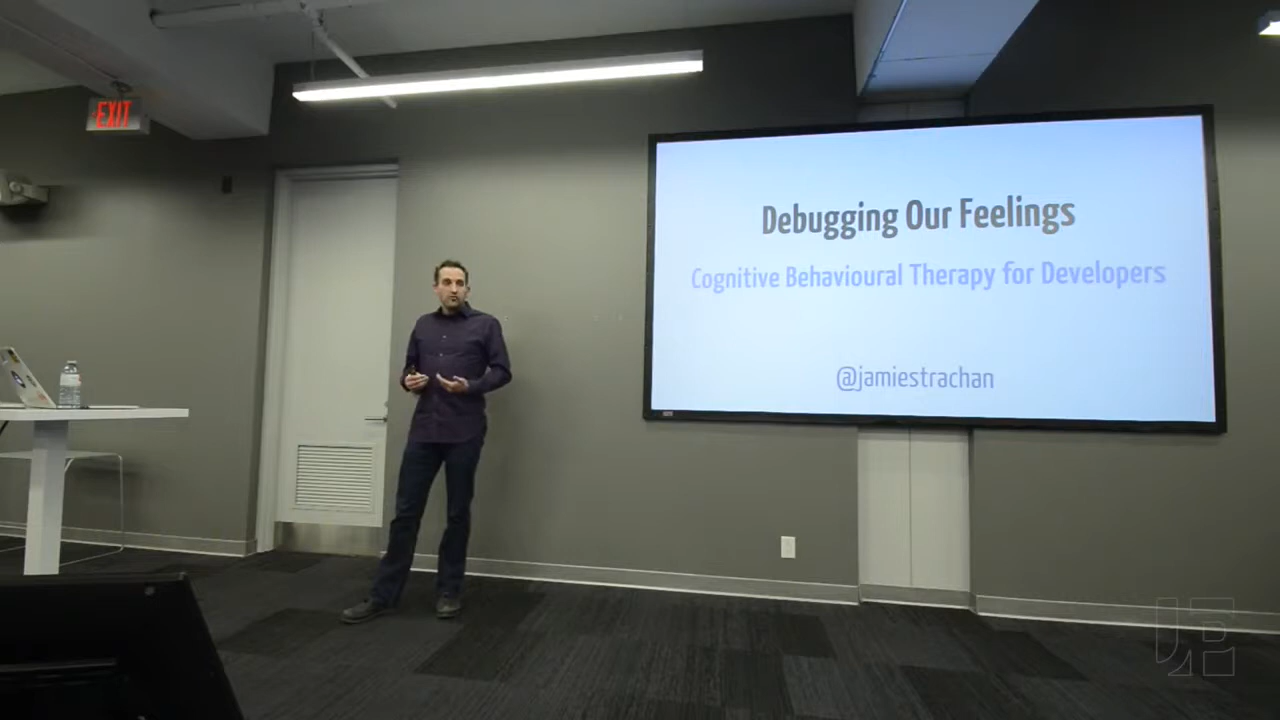 EXIT
Debugging Our Feelings
Cognitive Behavioural Therapy for Developers
@jamiestrachan